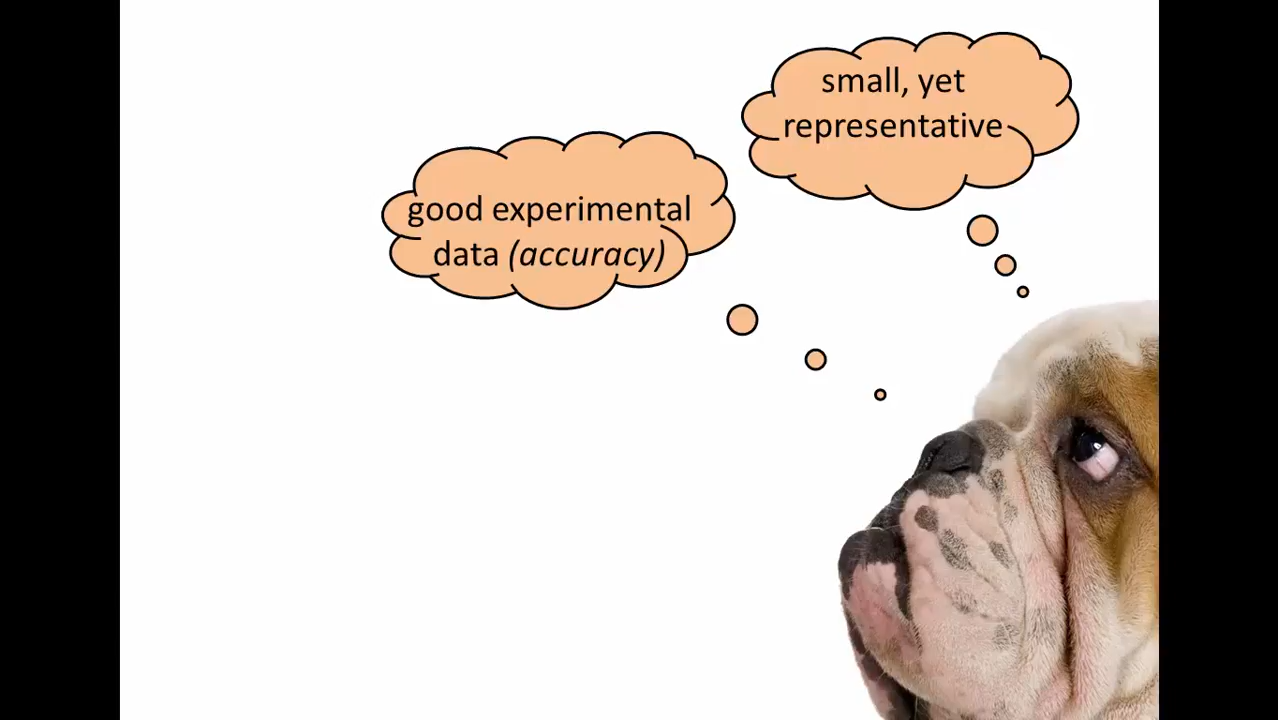 small, yet
representative
good experimental
data (accuracy)